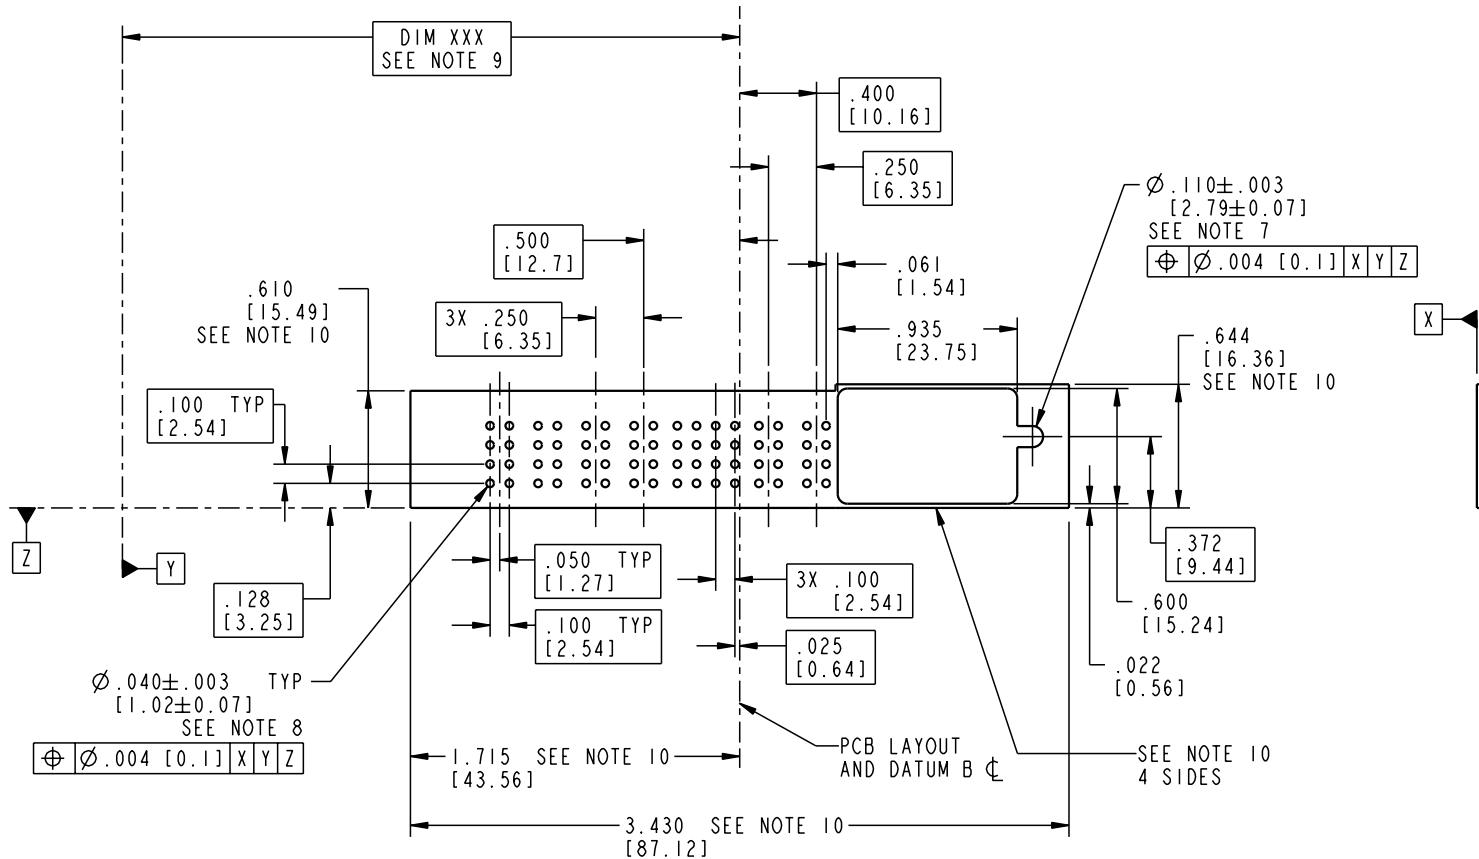 DIM XXX
SEE NOTE 9
.400
[10.16]
.250
[6.35]
Ø.110±.003
[2.79±0.07]
SEE NOTE 7
⌖ Ø.004 [0.1] X Y Z
.500
[12.7]
.061
[1.54]
.610
[15.49]
SEE NOTE 10
3X .250
[6.35]
.935
[23.75]
X
.644
[16.36]
SEE NOTE 10
.100 TYP
[2.54]
Z
Y
.050 TYP
[1.27]
.372
[9.44]
.128
[3.25]
3X .100
[2.54]
.100 TYP
[2.54]
.600
[15.24]
.025
[0.64]
.022
[0.56]
Ø.040±.003 TYP
[1.02±0.07]
SEE NOTE 8
⌖ Ø.004 [0.1] X Y Z
1.715 SEE NOTE 10
[43.56]
PCB LAYOUT
AND DATUM B ℄
SEE NOTE 10
4 SIDES
3.430 SEE NOTE 10
[87.12]